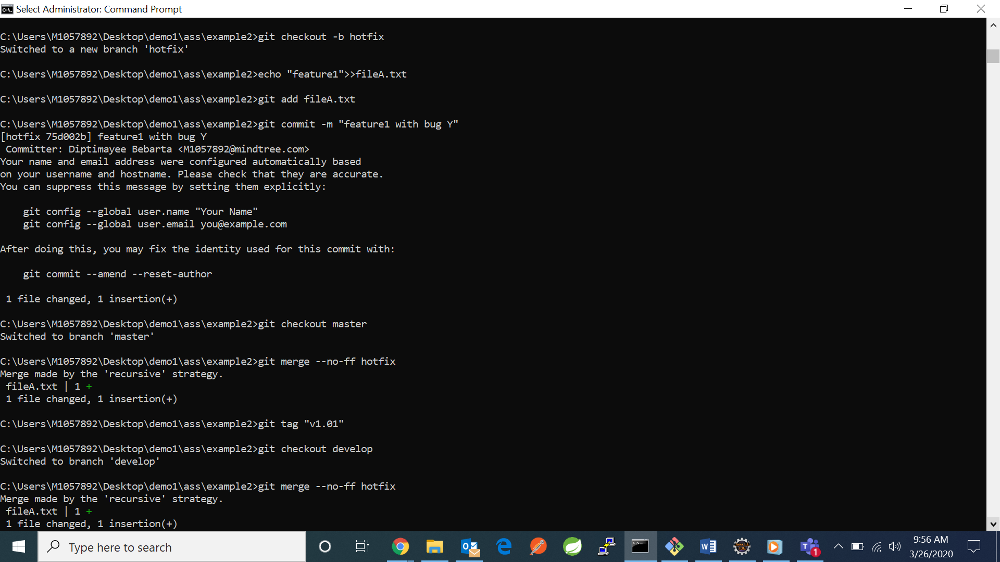 Select Administrator: Command Prompt
C:\Users\M1057892\Desktop\demo1\ass\example2>git checkout -b hotfix
Switched to a new branch 'hotfix'
C:\Users\M1057892\Desktop\demo1\ass\example2>echo "feature1">>fileA.txt
C:\Users\M1057892\Desktop\demo1\ass\example2>git add fileA.txt
C:\Users\M1057892\Desktop\demo1\ass\example2>git commit -m "feature1 with bug Y"
[hotfix 75d002b] feature1 with bug Y
 Committer: Diptimayee Bebarta <M1057892@mindtree.com>
Your name and email address were configured automatically based
on your username and hostname. Please check that they are accurate.
You can suppress this message by setting them explicitly:
    git config --global user.name "Your Name"
    git config --global user.email you@example.com
After doing this, you may fix the identity used for this commit with:
    git commit --amend --reset-author
 1 file changed, 1 insertion(+)
C:\Users\M1057892\Desktop\demo1\ass\example2>git checkout master
Switched to branch 'master'
C:\Users\M1057892\Desktop\demo1\ass\example2>git merge --no-ff hotfix
Merge made by the 'recursive' strategy.
 fileA.txt | 1 +
 1 file changed, 1 insertion(+)
C:\Users\M1057892\Desktop\demo1\ass\example2>git tag "v1.01"
C:\Users\M1057892\Desktop\demo1\ass\example2>git checkout develop
Switched to branch 'develop'
C:\Users\M1057892\Desktop\demo1\ass\example2>git merge --no-ff hotfix
Merge made by the 'recursive' strategy.
 fileA.txt | 1 +
 1 file changed, 1 insertion(+)
Type here to search
9:56 AM
3/26/2020